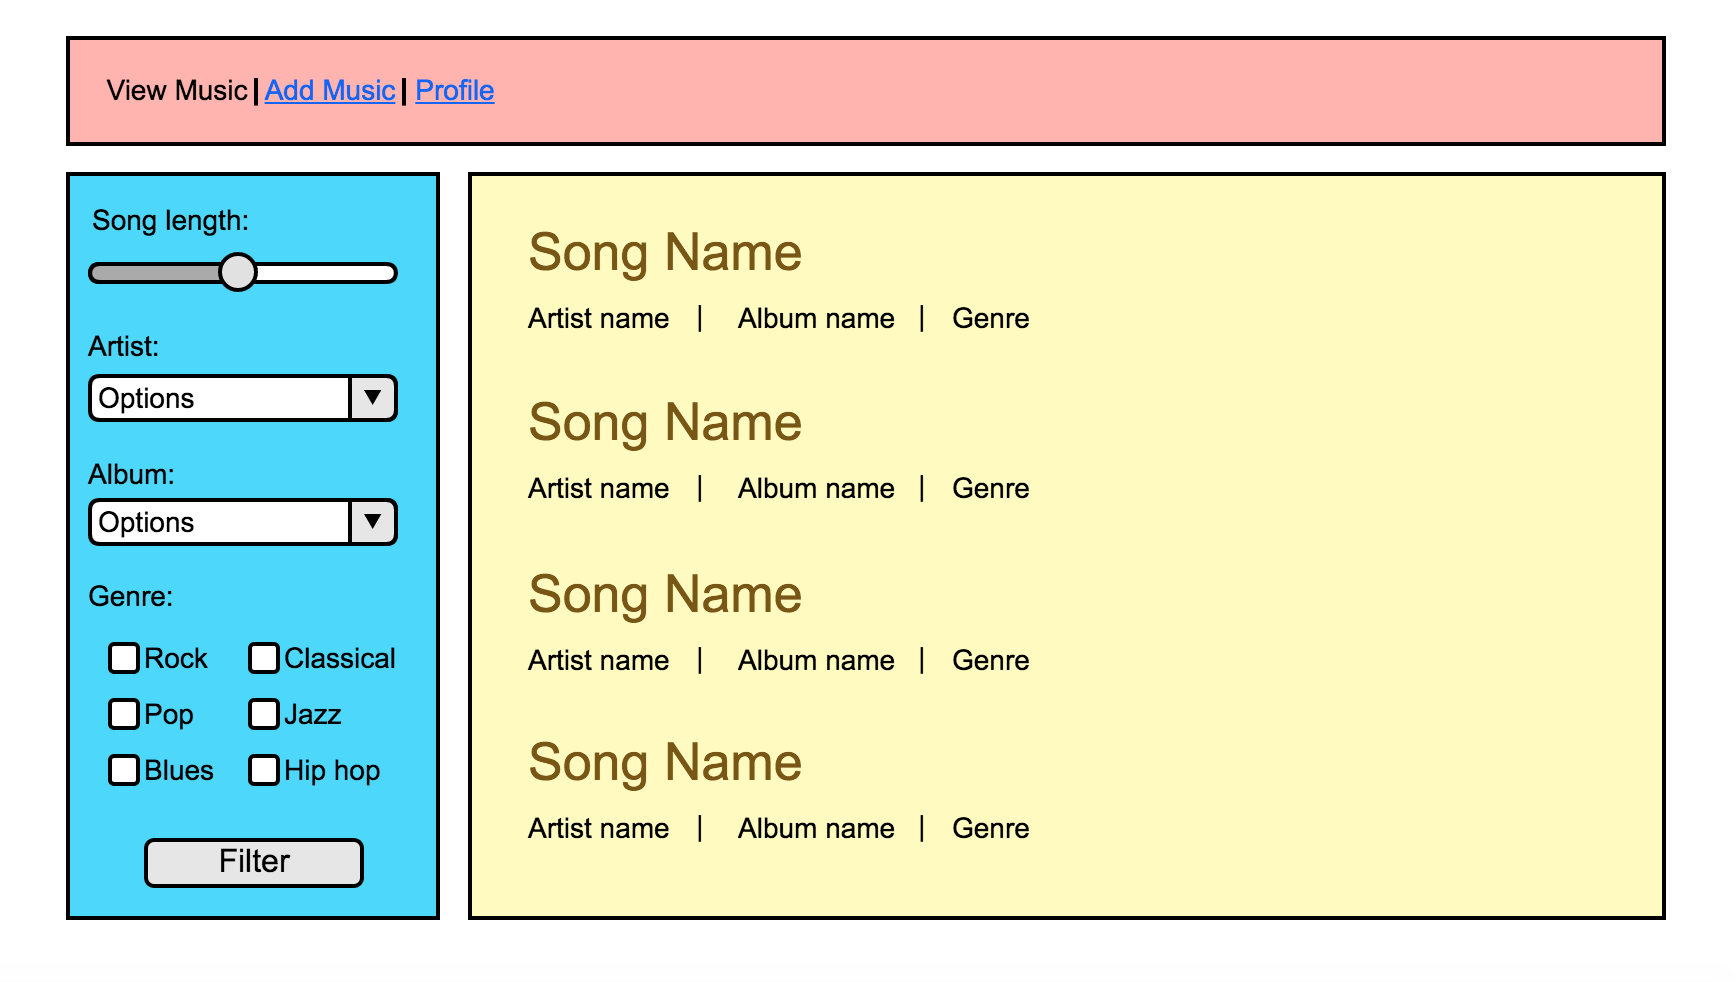 View Music | Add Music | Profile
Song length:
Artist:
Options
Album:
Options
Genre:
Rock Classical
Pop Jazz
Blues Hip hop
Filter
Song Name
Artist name | Album name | Genre
Song Name
Artist name | Album name | Genre
Song Name
Artist name | Album name | Genre
Song Name
Artist name | Album name | Genre